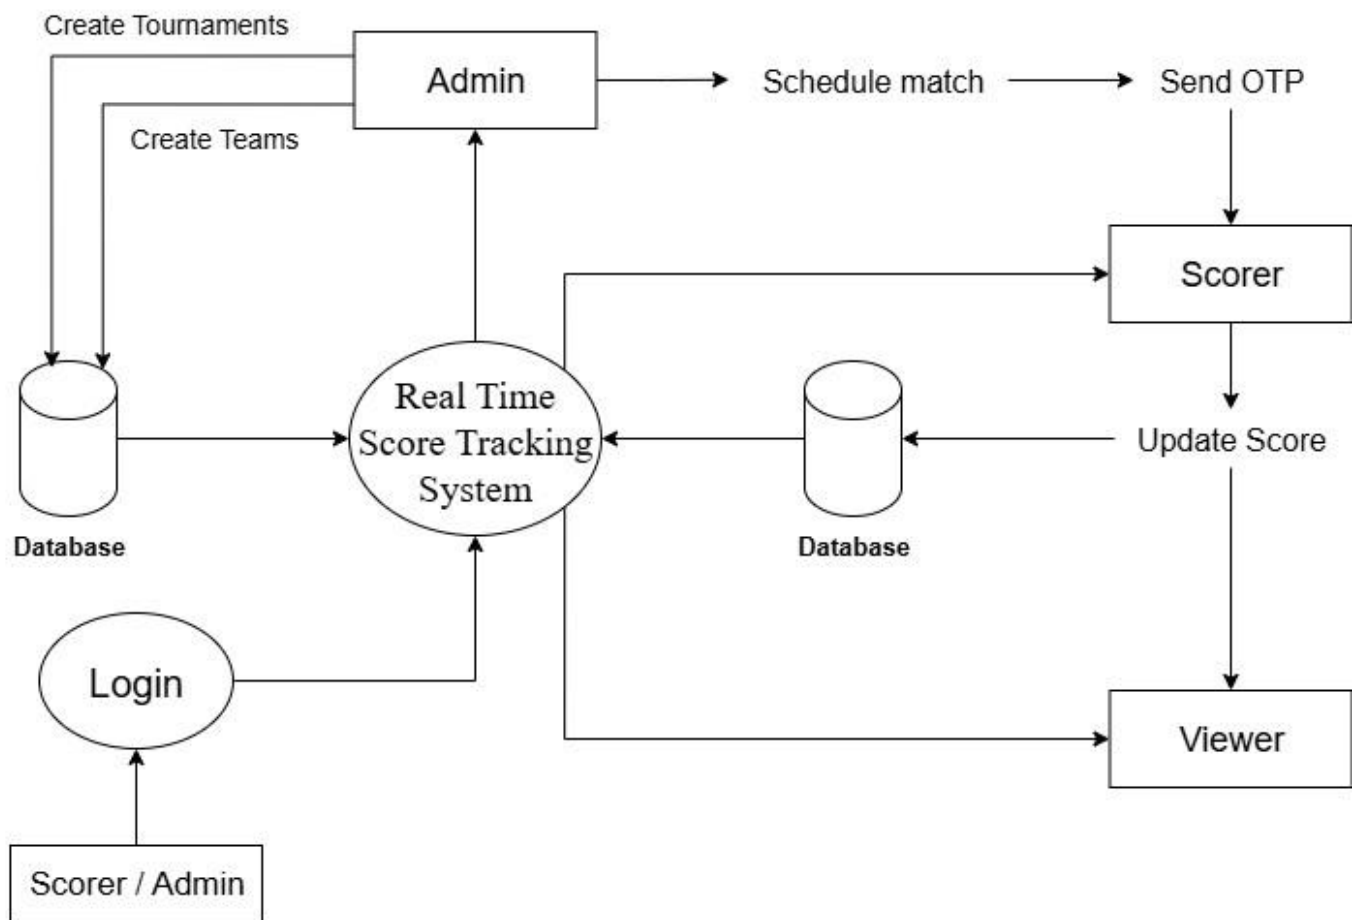 Create Tournaments
Admin
Schedule match
Send OTP
Create Teams
Scorer
Real Time
Score Tracking
System
Update Score
Database
Database
Login
Viewer
Scorer / Admin